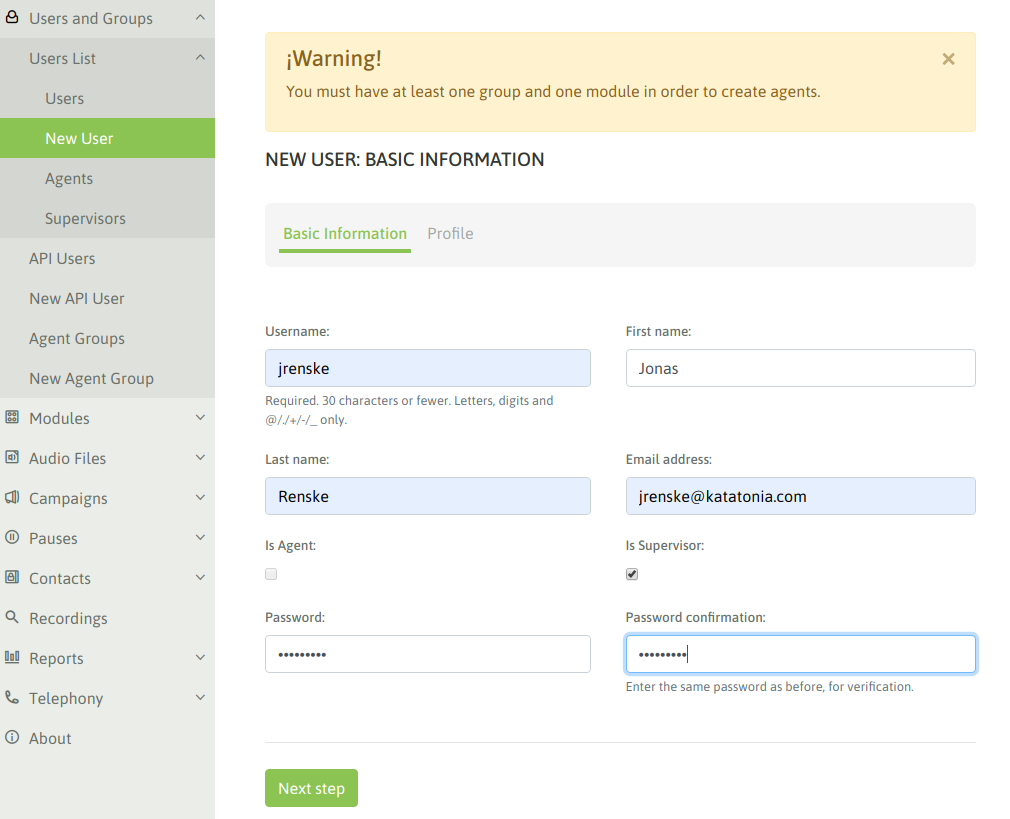 Users and Groups
Users List
Users
New User
Agents
Supervisors
API Users
New API User
Agent Groups
New Agent Group
Modules
Audio Files
Campaigns
Pauses
Contacts
Recordings
Reports
Telephony
About
¡Warning!
You must have at least one group and one module in order to create agents.
NEW USER: BASIC INFORMATION
Basic Information Profile
Username:
jrenske
Required. 30 characters or fewer. Letters, digits and
@/./+/-/_ only.
First name:
Jonas
Last name:
Renske
Email address:
jrenske@katatonia.com
Is Agent:
Is Supervisor:
Password:
•••••••••
Password confirmation:
•••••••••
Enter the same password as before, for verification.
Next step